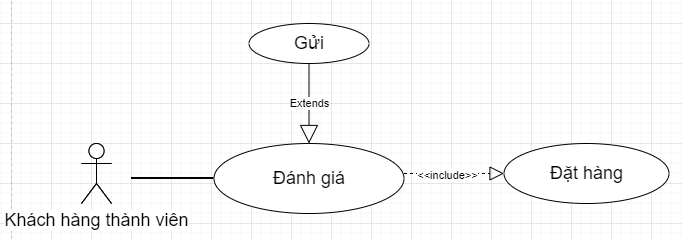 Gửi
Extends
Đánh giá
<<include>>
Đặt hàng
Khách hàng thành viên